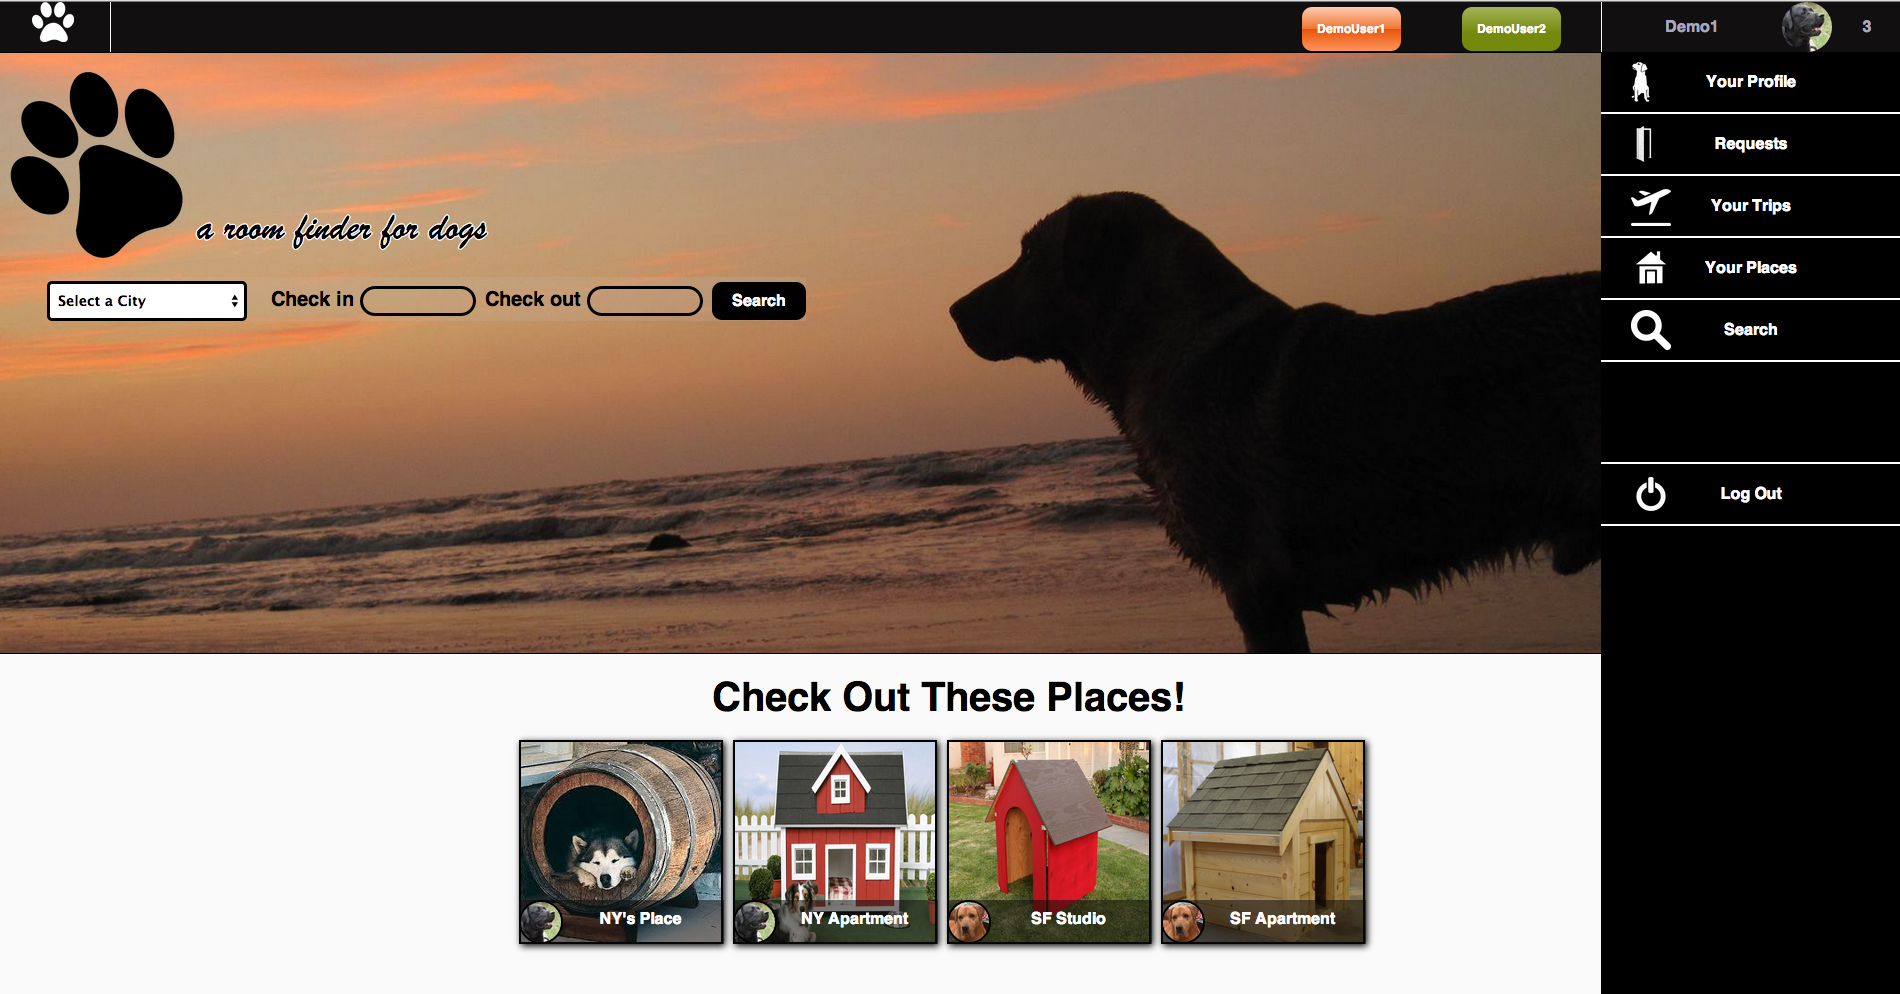 DemoUser1
DemoUser2
Demo1
3
Your Profile
Requests
Your Trips
Your Places
Search
Log Out
a room finder for dogs
Select a City
Check in
Check out
Search
Check Out These Places!
NY's Place
NY Apartment
SF Studio
SF Apartment